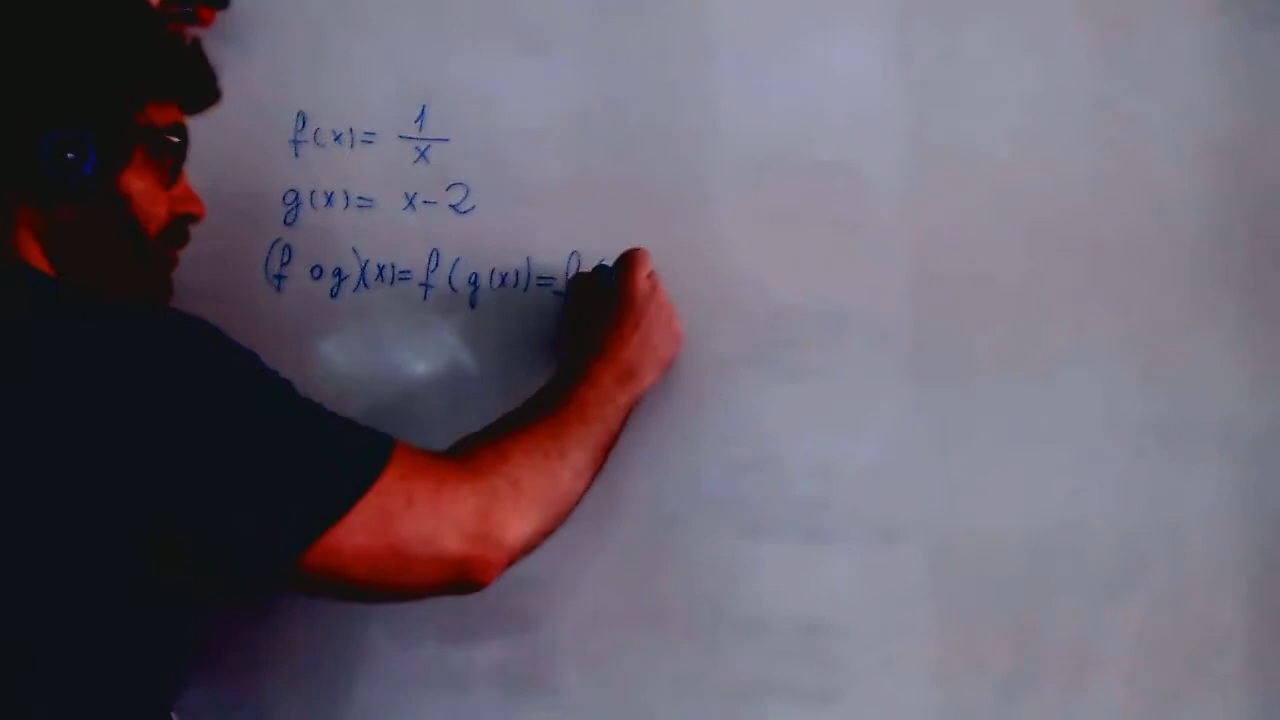 f(x) = 1/x
g(x) = x - 2
(f o g)(x) = f(g(x)) = f(